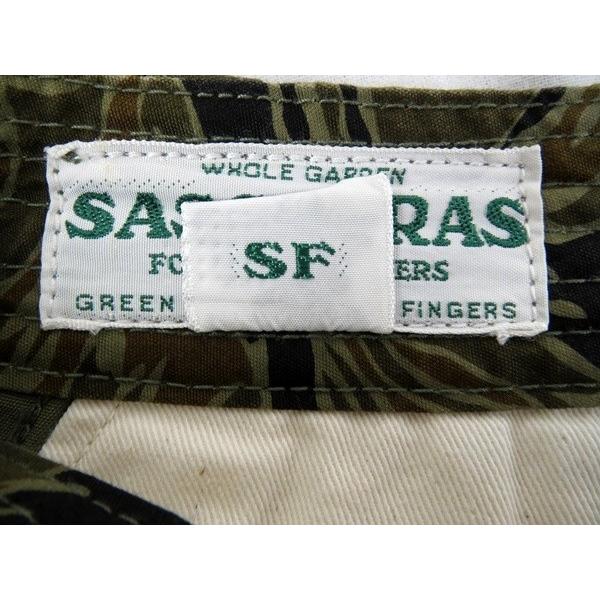 WHOLE GARDEN
SAS RAS
SF
FO ERS
GREEN FINGERS